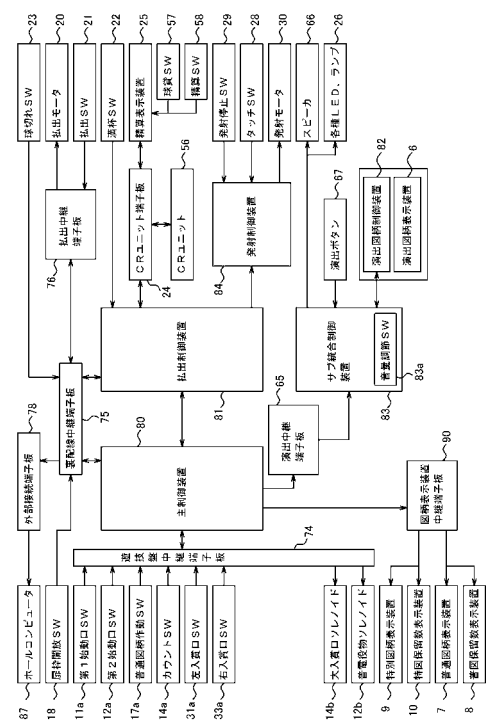 23
球切れSW
20
払出モータ
21
払出SW
22
満杯SW
25
精算表示装置
57
球貸SW
58
精算SW
29
発射停止SW
28
タッチSW
30
発射モータ
66
スピーカ
26
各種LED、ランプ
76
払出中継
端子板
24
CRユニット端子板
56
CRユニット
84
発射制御装置
67
演出ボタン
82
演出図柄制御装置
6
演出図柄表示装置
78
外部接続端子板
75
裏配線中継端子板
81
払出制御装置
83
サブ統合制御
装置
83a
音量調節SW
80
主制御装置
65
演出中継
端子板
90
図柄表示装置
中継端子板
74
遊技盤中継端子板
87
ホールコンピュータ
18
扉枠開放SW
11a
第1始動口SW
12a
第2始動口SW
17a
普通図柄作動SW
14a
カウントSW
31a
左入賞口SW
33a
右入賞口SW
14b
大入賞口ソレノイド
12b
普電役物ソレノイド
9
特別図柄表示装置
10
特図保留数表示装置
7
普通図柄表示装置
8
普図保留数表示装置